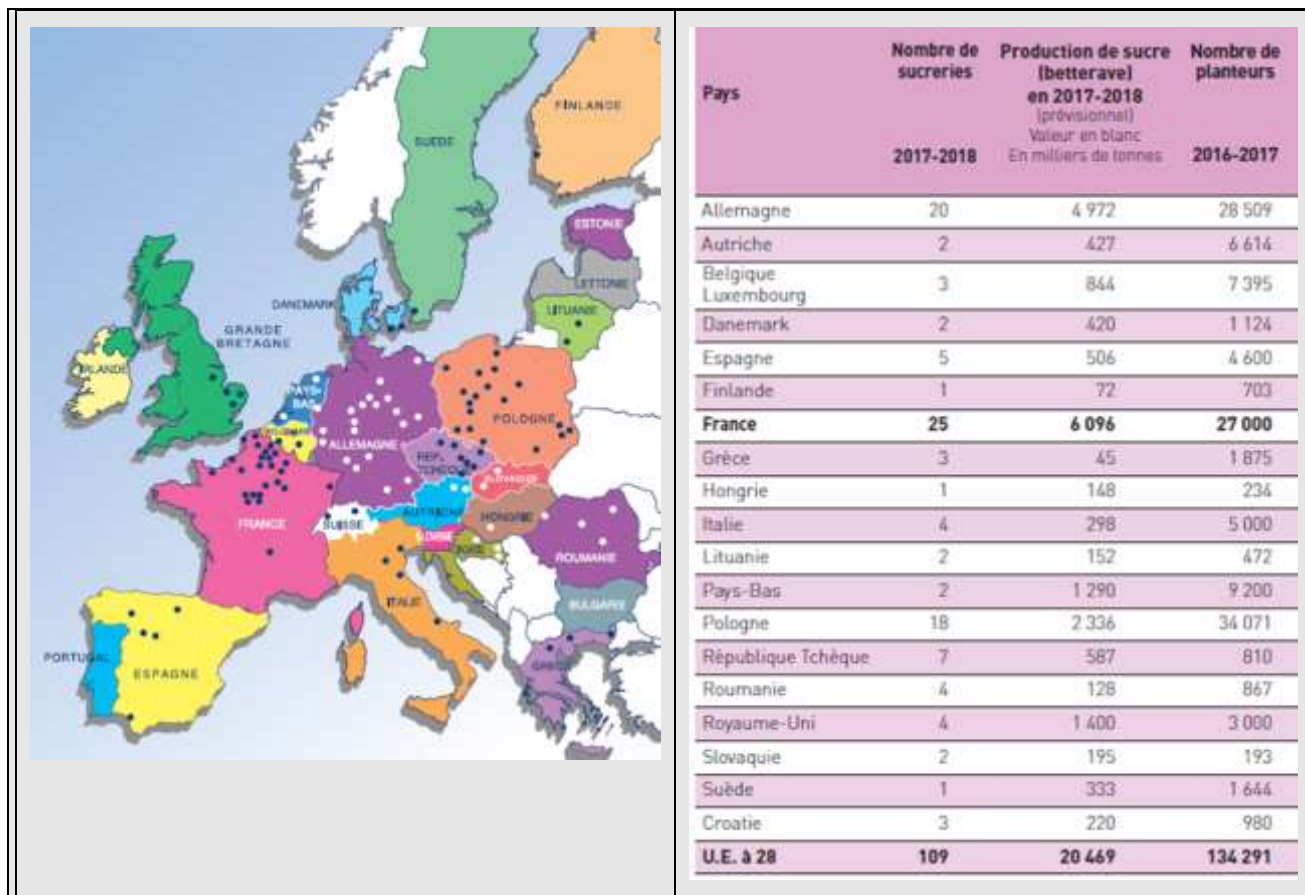 FINLANDE
SUEDE
ESTONIE
LETTONIE
DANEMARK
LITUANIE
GRANDE
BRETAGNE
IRLANDE
PAYS-
BAS
POLOGNE
ALLEMAGNE
REP.
TCHEQUE
SLOVAQUIE
AUTRICHE
HONGRIE
FRANCE
SUISSE
ROUMANIE
ITALIE
BULGARIE
PORTUGAL
ESPAGNE
GRECE
Pays
Nombre de
sucreries
2017-2018
Production de sucre
(betterave)
en 2017-2018
(prévisionnel)
Valeur en blanc
En milliers de tonnes
Nombre de
planteurs
2016-2017
Allemagne 20 4 972 28 509
Autriche 2 427 6 614
Belgique
Luxembourg 3 844 7 395
Danemark 2 420 1 124
Espagne 5 506 4 600
Finlande 1 72 703
France 25 6 096 27 000
Grèce 3 45 1 875
Hongrie 1 148 234
Italie 4 298 5 000
Lituanie 2 152 472
Pays-Bas 2 1 290 9 200
Pologne 18 2 336 34 071
République Tchèque 7 587 810
Roumanie 4 128 867
Royaume-Uni 4 1 400 3 000
Slovaquie 2 195 193
Suède 1 333 1 644
Croatie 3 220 980
U.E. à 28 109 20 469 134 291